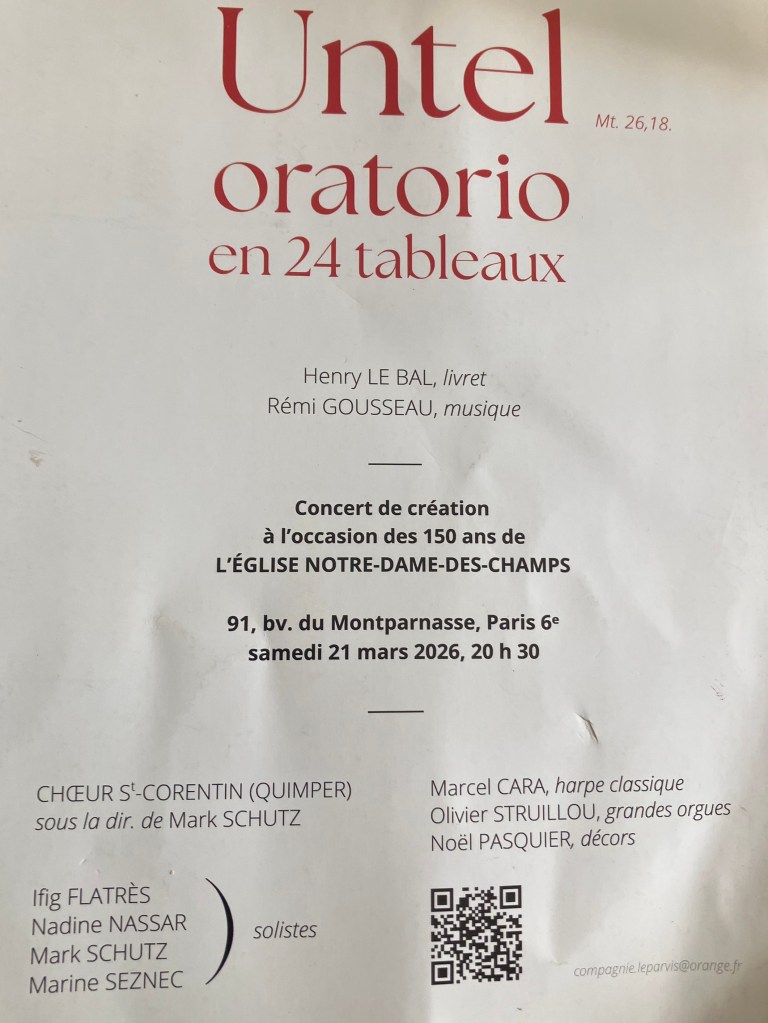 Untel
Mt. 26,18.
oratorio
en 24 tableaux
Henry LE BAL, livret
Rémi GOUSSEAU, musique
Concert de création
à l'occasion des 150 ans de
L'ÉGLISE NOTRE-DAME-DES-CHAMPS
91, bv. du Montparnasse, Paris 6e
samedi 21 mars 2026, 20 h 30
CHŒUR St-CORENTIN (QUIMPER)
sous la dir. de Mark SCHUTZ
Ifig FLATRÈS
Nadine NASSAR
Mark SCHUTZ
Marine SEZNEC
solistes
Marcel CARA, harpe classique
Olivier STRUILLOU, grandes orgues
Noël PASQUIER, décors
compagnie.leparvis@orange.fr